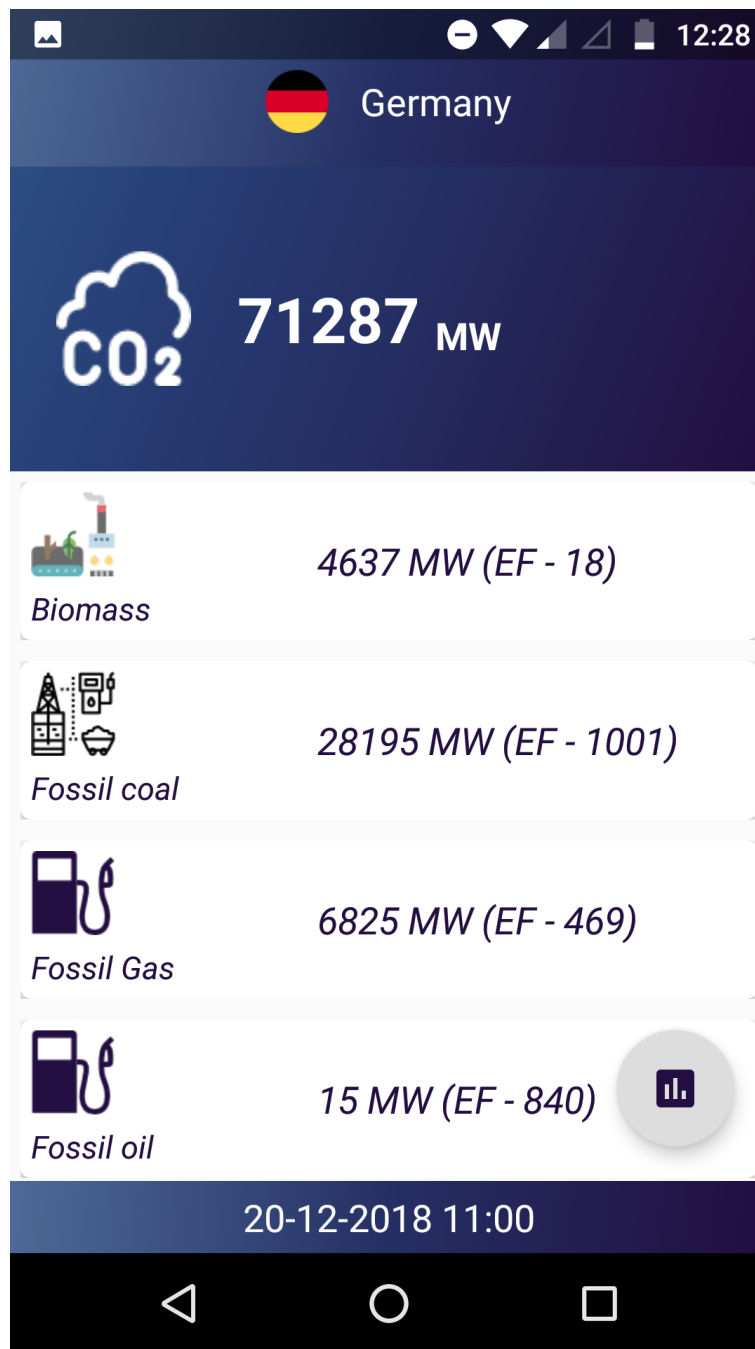 12:28
Germany
CO2
71287 MW
4637 MW (EF - 18)
Biomass
28195 MW (EF - 1001)
Fossil coal
6825 MW (EF - 469)
Fossil Gas
15 MW (EF - 840)
Fossil oil
20-12-2018 11:00